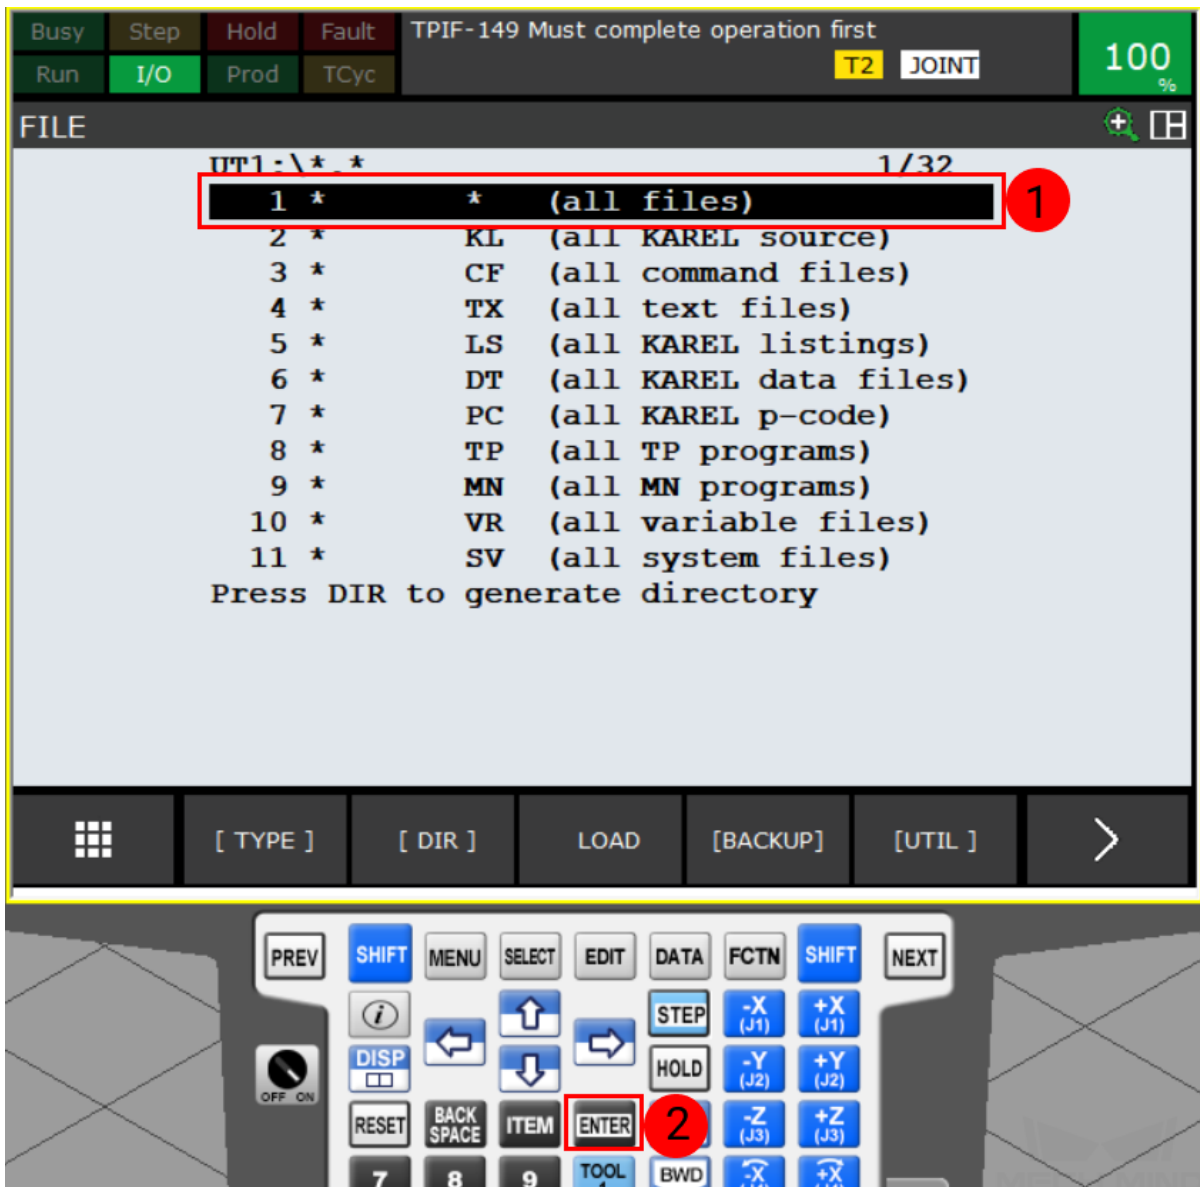 Busy Step Hold Fault TPIF-149 Must complete operation first
Run I/O Prod TCyc T2 JOINT 100 %
FILE
UT1:\*.* 1/32
1 * * (all files) 1
2 * KL (all KAREL source)
3 * CF (all command files)
4 * TX (all text files)
5 * LS (all KAREL listings)
6 * DT (all KAREL data files)
7 * PC (all KAREL p-code)
8 * TP (all TP programs)
9 * MN (all MN programs)
10 * VR (all variable files)
11 * SV (all system files)
Press DIR to generate directory
[ TYPE ] [ DIR ] LOAD [BACKUP] [UTIL ] >
PREV SHIFT MENU SELECT EDIT DATA FCTN SHIFT NEXT
i STEP -X (J1) +X (J1)
DISP HOLD -Y (J2) +Y (J2)
OFF ON
RESET BACK SPACE ITEM ENTER 2 -Z (J3) +Z (J3)
7 8 9 TOOL BWD -X +X